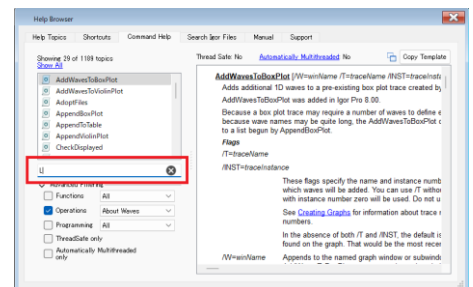 Help Browser
Help Topics Shortcuts Command Help Search Igor Files Manual Support
Showing 29 of 1189 topics
Show All
AddWavesToBoxPlot
AddWavesToViolinPlot
AdoptFiles
AppendBoxPlot
AppendToTable
AppendViolinPlot
CheckDisplayed
Advanced Filtering
Functions All
Operations About Waves
Programming All
ThreadSafe only
Automatically Multithreaded
only
Thread Safe: No Automatically Multithreaded: No Copy Template
AddWavesToBoxPlot [/W=winName /T=traceName /INST=traceInsta
Adds additional 1D waves to a pre-existing box plot trace created by
AddWavesToBoxPlot was added in Igor Pro 8.00.
Because a box plot trace may require a number of waves to define e
because wave names may be quite long, the AddWavesToBoxPlot c
to a list begun by AppendBoxPlot.
Flags
/T=traceName
/INST=traceInstance
These flags specify the name and instance numb
which waves will be added. You can use /T withou
with instance number zero will be used. Do not u
See Creating Graphs for information about trace r
numbers.
In the absence of both /T and /INST, the default is
found on the graph. That would be the most recer
/W=winName Appends to the named graph window or subwindo